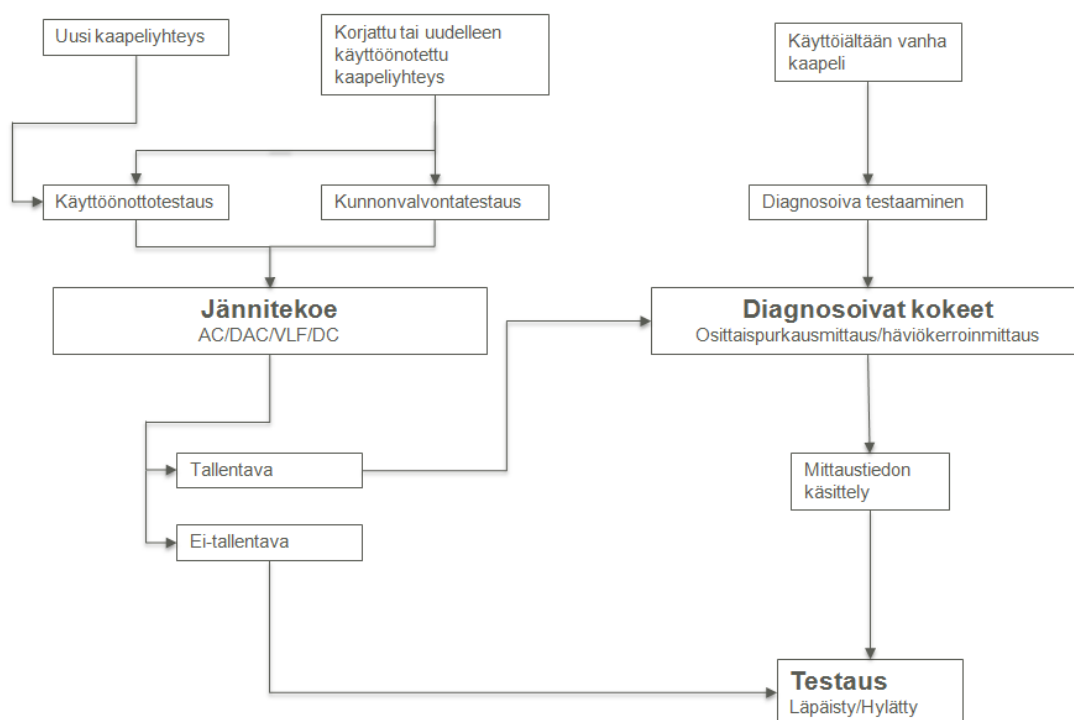 Uusi kaapeliyhteys
Korjattu tai uudelleen
käyttöönotettu
kaapeliyhteys
Käyttöiältään vanha
kaapeli
Käyttöönottotestaus
Kunnonvalvontatestaus
Diagnosoiva testaaminen
Jännitekoe
AC/DAC/VLF/DC
Diagnosoivat kokeet
Osittaispurkausmittaus/häviökerroinmittaus
Tallentava
Mittaustiedon
käsittely
Ei-tallentava
Testaus
Läpäisty/Hylätty